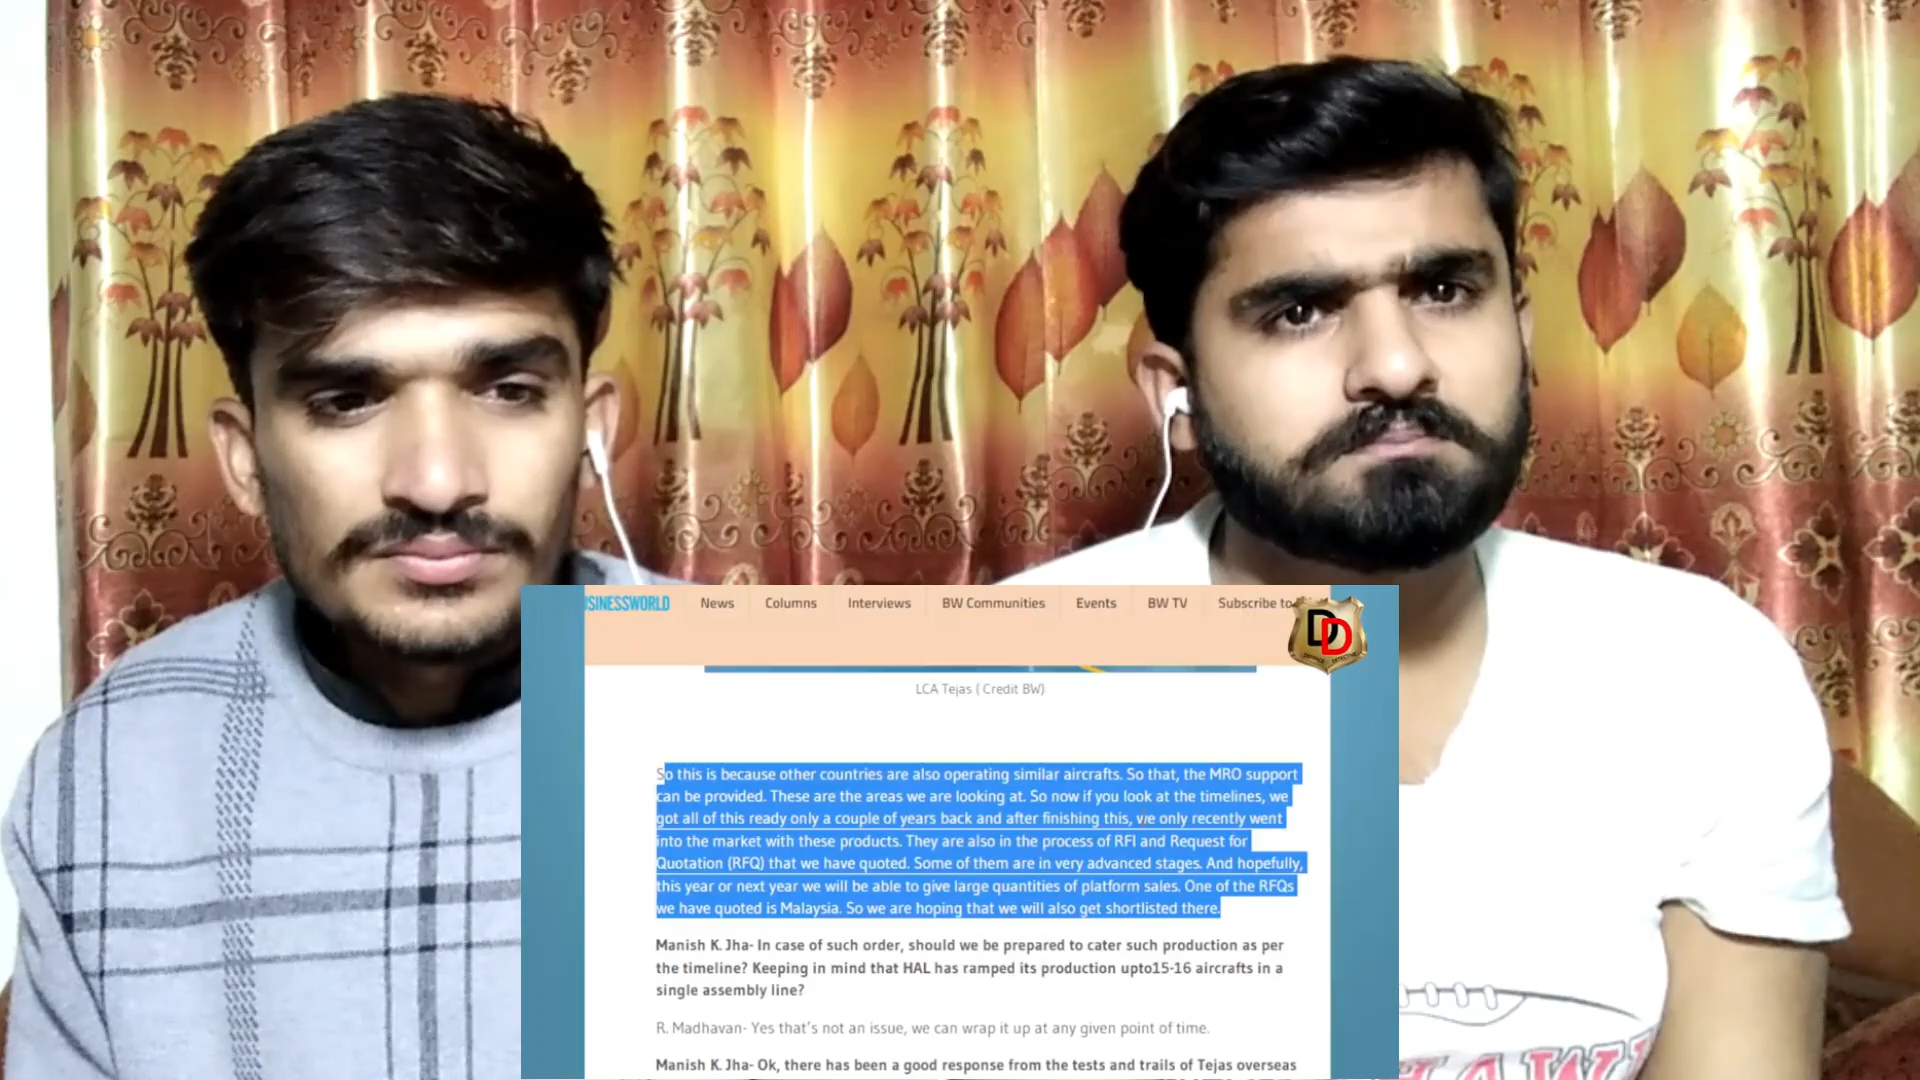 SINESSWORLD News Columns Interviews BW Communities Events BW TV Subscribe to
DD
DEFENCE DETECTIVE
LCA Tejas ( Credit BW)
So this is because other countries are also operating similar aircrafts. So that, the MRO support
can be provided. These are the areas we are looking at. So now if you look at the timelines, we
got all of this ready only a couple of years back and after finishing this, we only recently went
into the market with these products. They are also in the process of RFI and Request for
Quotation (RFQ) that we have quoted. Some of them are in very advanced stages. And hopefully,
this year or next year we will be able to give large quantities of platform sales. One of the RFQs
we have quoted is Malaysia. So we are hoping that we will also get shortlisted there.
Manish K. Jha- In case of such order, should we be prepared to cater such production as per
the timeline? Keeping in mind that HAL has ramped its production upto15-16 aircrafts in a
single assembly line?
R. Madhavan- Yes that's not an issue, we can wrap it up at any given point of time.
Manish K. Jha- Ok, there has been a good response from the tests and trails of Tejas overseas